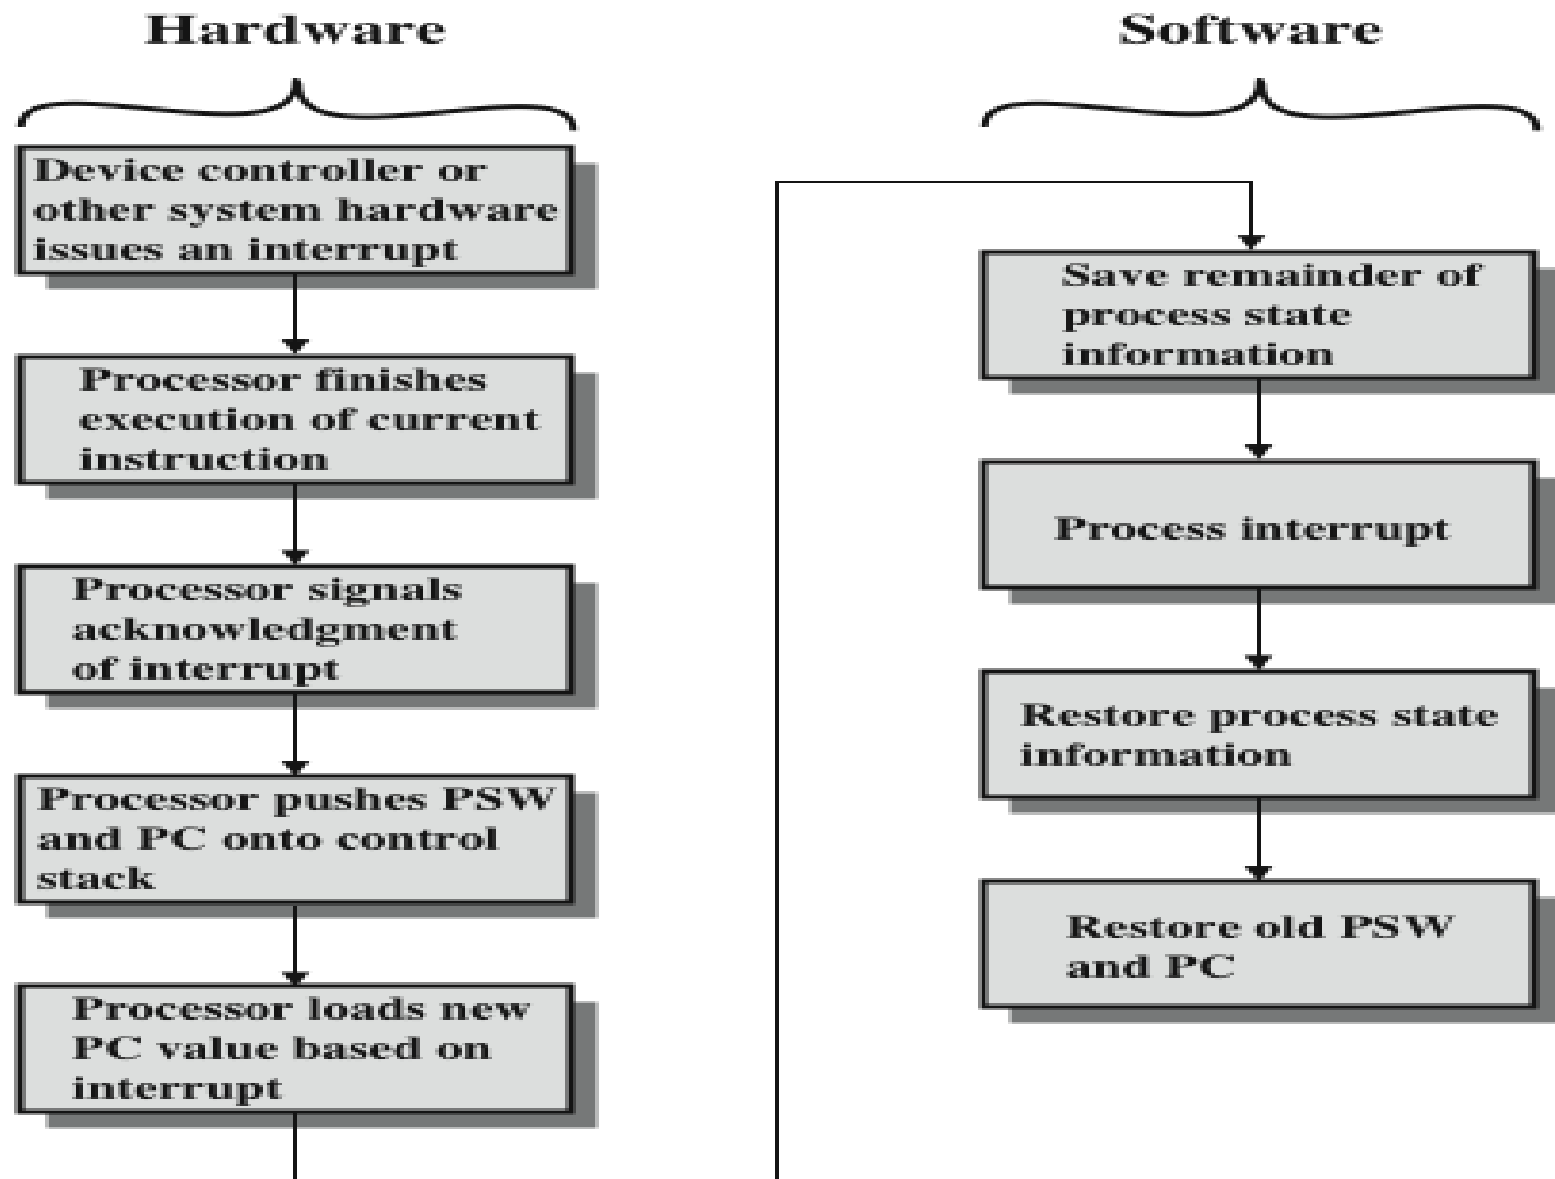 Hardware
Device controller or
other system hardware
issues an interrupt
Processor finishes
execution of current
instruction
Processor signals
acknowledgment
of interrupt
Processor pushes PSW
and PC onto control
stack
Processor loads new
PC value based on
interrupt
Software
Save remainder of
process state
information
Process interrupt
Restore process state
information
Restore old PSW
and PC